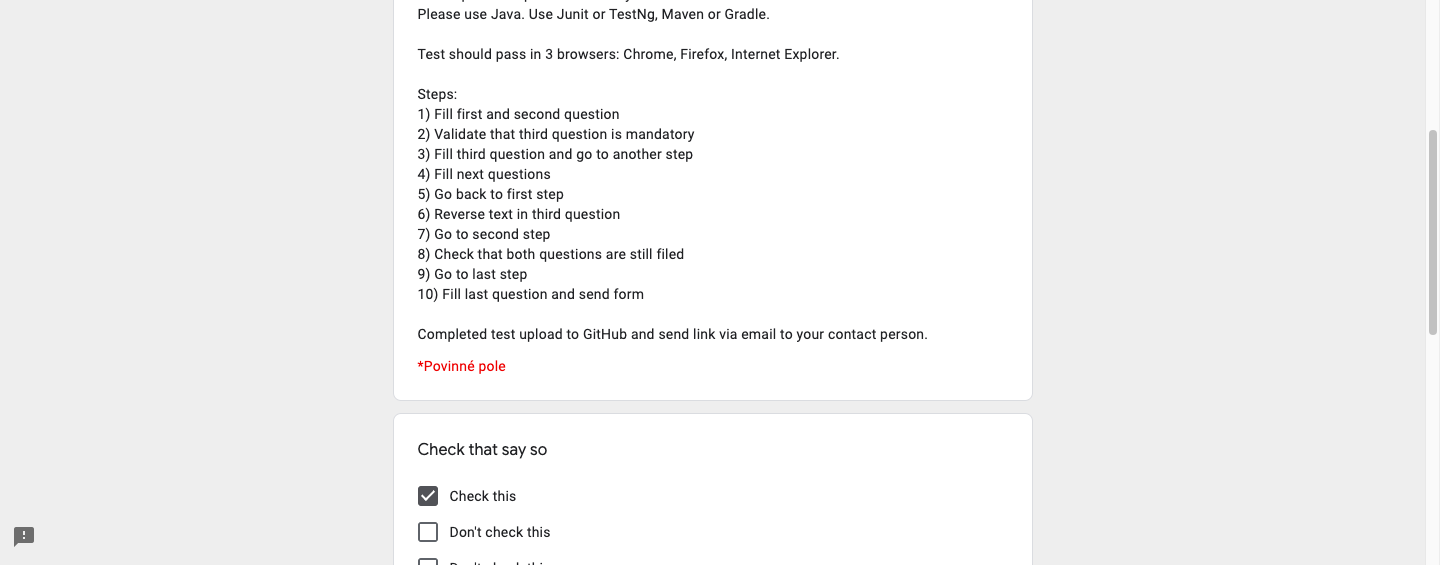 Please use Java. Use Junit or TestNg, Maven or Gradle.
Test should pass in 3 browsers: Chrome, Firefox, Internet Explorer.
Steps:
1) Fill first and second question
2) Validate that third question is mandatory
3) Fill third question and go to another step
4) Fill next questions
5) Go back to first step
6) Reverse text in third question
7) Go to second step
8) Check that both questions are still filed
9) Go to last step
10) Fill last question and send form
Completed test upload to GitHub and send link via email to your contact person.
*Povinné pole
Check that say so
Check this
Don't check this